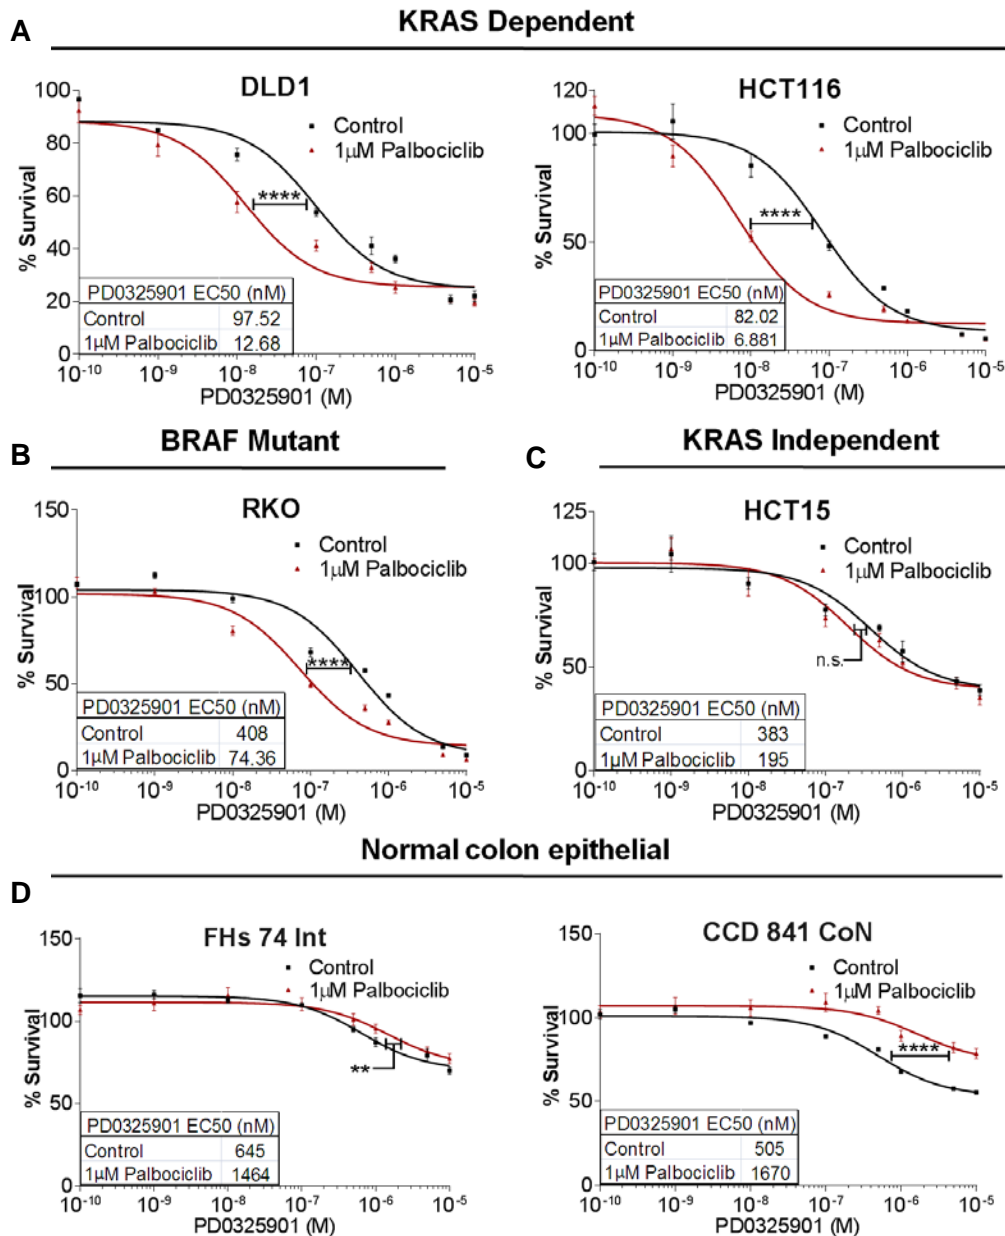 A
KRAS Dependent
DLD1
Control
1µM Palbociclib
****
% Survival
100
80
60
40
20
0
PD0325901 EC50 (nM)
Control 97.52
1µM Palbociclib 12.68
10-10 10-9 10-8 10-7 10-6 10-5
PD0325901 (M)
HCT116
Control
1µM Palbociclib
****
% Survival
120
100
50
0
PD0325901 EC50 (nM)
Control 82.02
1µM Palbociclib 6.881
10-10 10-9 10-8 10-7 10-6 10-5
PD0325901 (M)
B
BRAF Mutant
RKO
Control
1µM Palbociclib
****
% Survival
150
100
50
0
PD0325901 EC50 (nM)
Control 408
1µM Palbociclib 74.36
10-10 10-9 10-8 10-7 10-6 10-5
PD0325901 (M)
C
KRAS Independent
HCT15
Control
1µM Palbociclib
n.s.
% Survival
125
100
50
0
PD0325901 EC50 (nM)
Control 383
1µM Palbociclib 195
10-10 10-9 10-8 10-7 10-6 10-5
PD0325901 (M)
Normal colon epithelial
D
FHs 74 Int
Control
1µM Palbociclib
**
% Survival
150
100
50
0
PD0325901 EC50 (nM)
Control 645
1µM Palbociclib 1464
10-10 10-9 10-8 10-7 10-6 10-5
PD0325901 (M)
CCD 841 CoN
Control
1µM Palbociclib
****
% Survival
150
100
50
0
PD0325901 EC50 (nM)
Control 505
1µM Palbociclib 1670
10-10 10-9 10-8 10-7 10-6 10-5
PD0325901 (M)